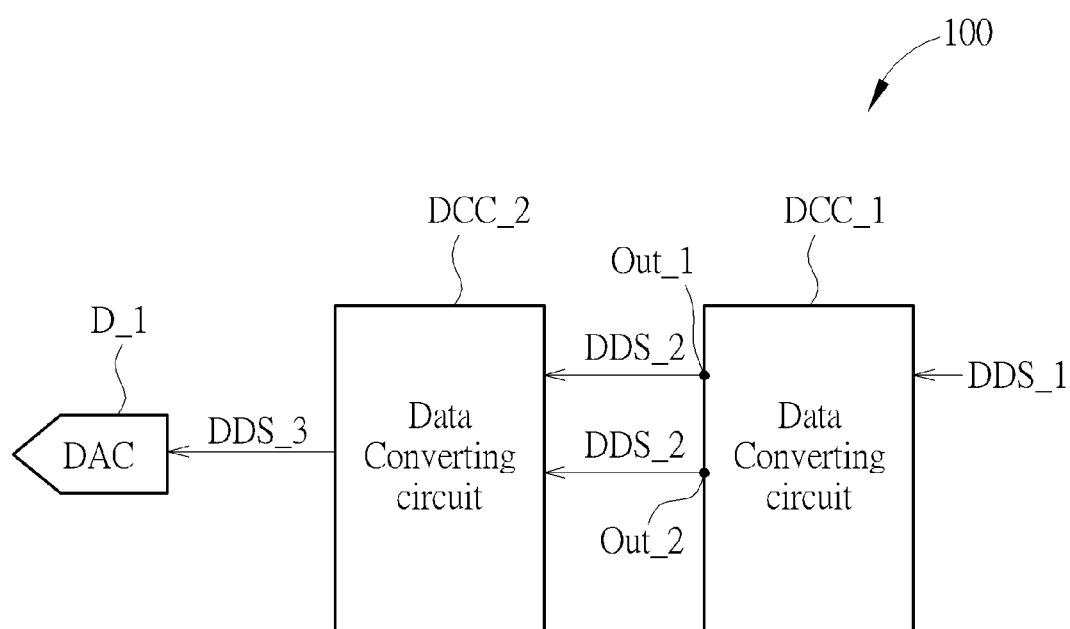 100
DCC_2
DCC_1
Out_1
D_1
DDS_2
DDS_1
DAC
DDS_3
Data
Converting
circuit
DDS_2
Data
Converting
circuit
Out_2